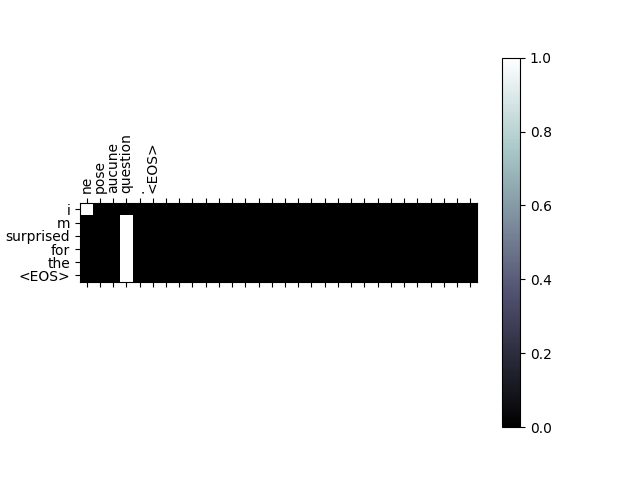 ne
pose
aucune
question
.
<EOS>
i
m
surprised
for
the
<EOS>
1.0
0.8
0.6
0.4
0.2
0.0